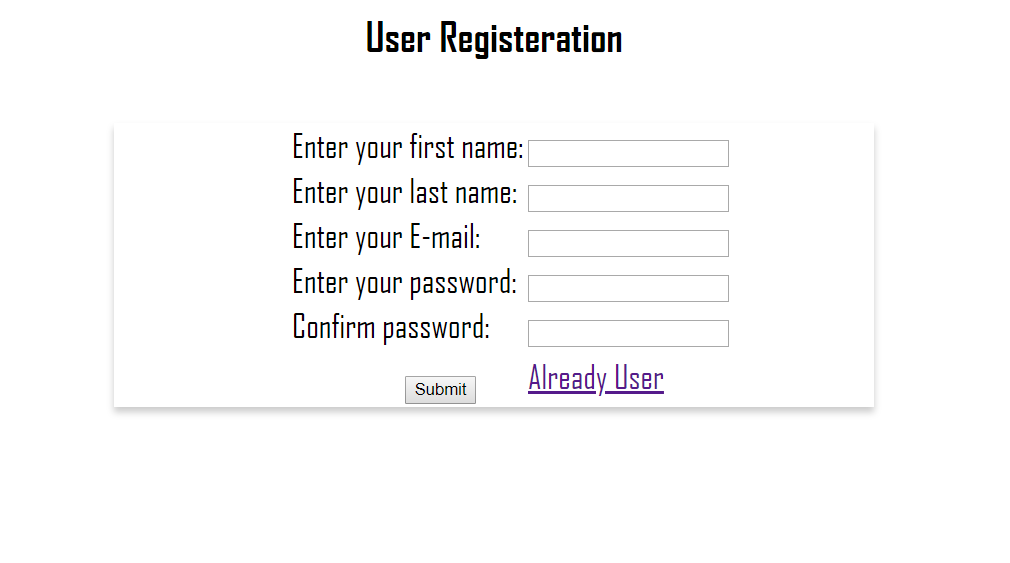 User Registeration
Enter your first name:
Enter your last name:
Enter your E-mail:
Enter your password:
Confirm password:
Submit Already User